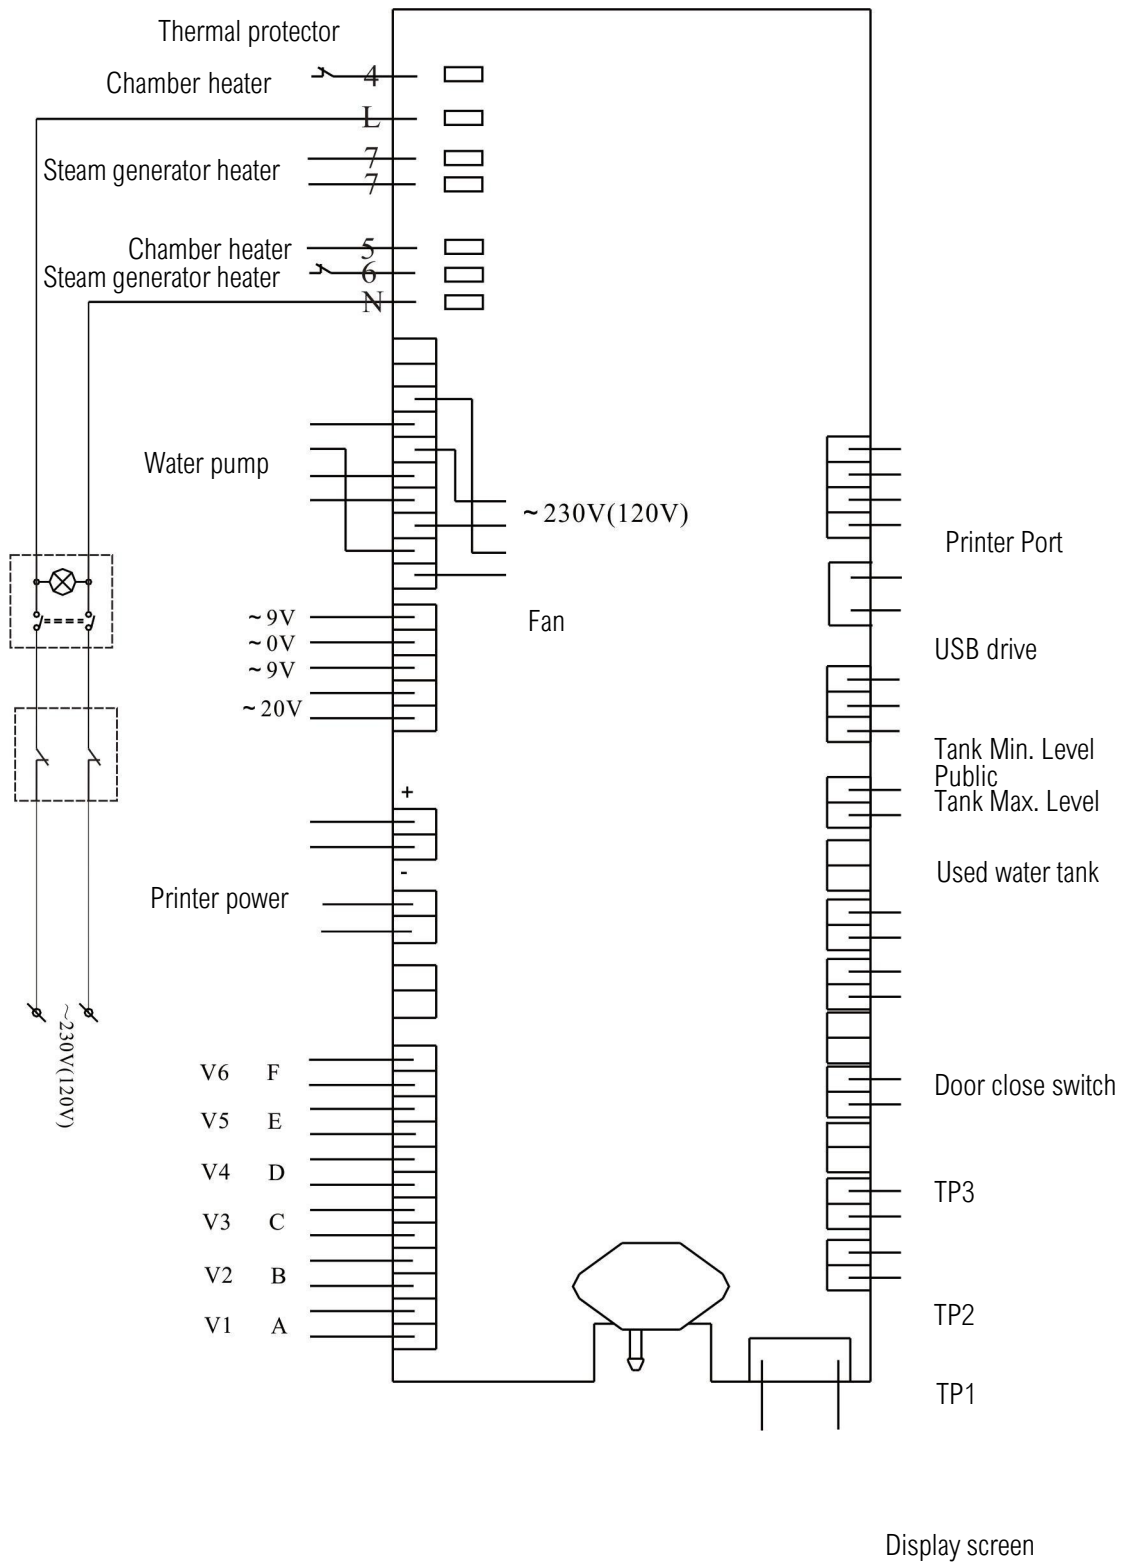 Thermal protector
4
Chamber heater
L
7
Steam generator heater
7
Chamber heater
5
Steam generator heater
6
N
Water pump
~230V(120V)
Printer Port
~9V
Fan
~0V
USB drive
~9V
~20V
Tank Min. Level
Public
+
Tank Max. Level
-
Used water tank
Printer power
~230V(120V)
V6 F
Door close switch
V5 E
V4 D
TP3
V3 C
V2 B
TP2
V1 A
TP1
Display screen